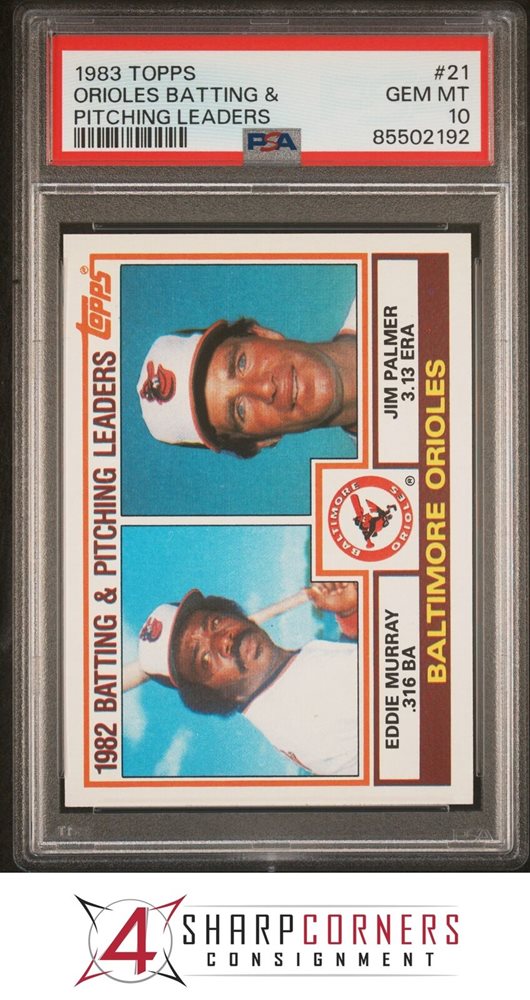 1983 TOPPS
#21
ORIOLES BATTING &
GEM MT
PITCHING LEADERS
10
PSA
85502192
1982 BATTING & PITCHING LEADERS
Topps®
EDDIE MURRAY
.316 BA
BALTIMORE
ORIOLES
®
JIM PALMER
3.13 ERA
BALTIMORE ORIOLES
PSA
4
SHARPCORNERS
CONSIGNMENT